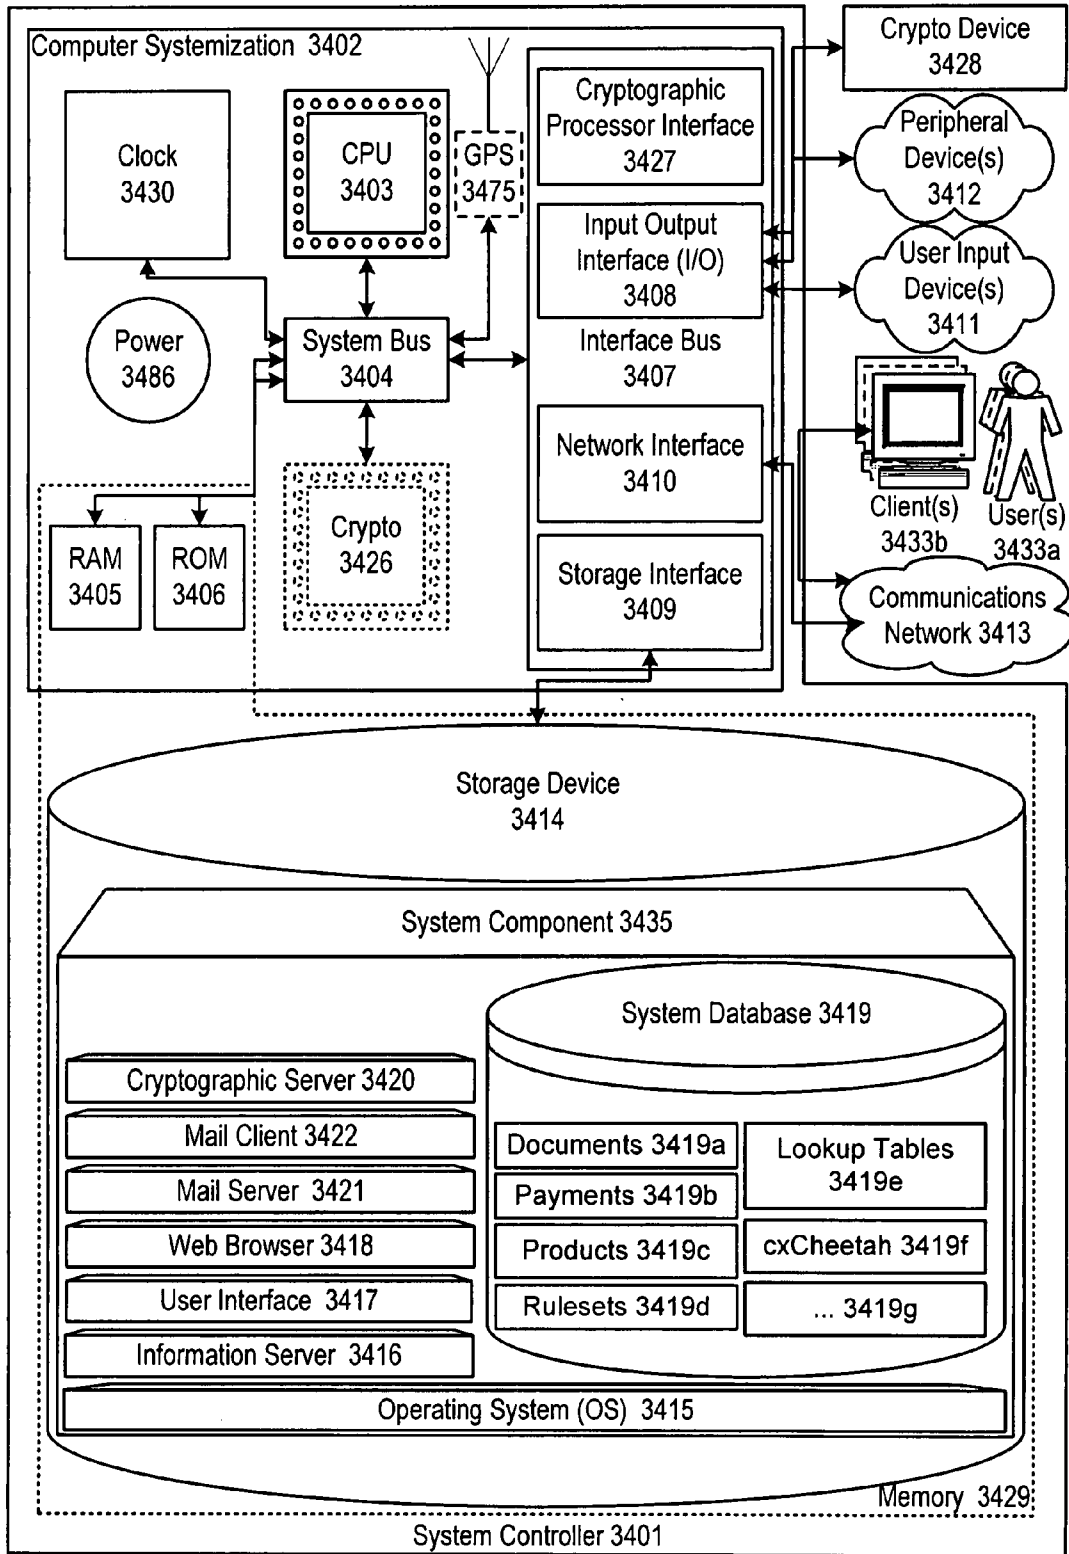 Computer Systemization 3402
Clock
3430
CPU
3403
GPS
3475
Cryptographic
Processor Interface
3427
Input Output
Interface (I/O)
3408
Interface Bus
3407
Network Interface
3410
Storage Interface
3409
Power
3486
System Bus
3404
Crypto
3426
RAM
3405
ROM
3406
Crypto Device
3428
Peripheral
Device(s)
3412
User Input
Device(s)
3411
Client(s)
3433b
User(s)
3433a
Communications
Network 3413
Storage Device
3414
System Component 3435
System Database 3419
Cryptographic Server 3420
Mail Client 3422
Mail Server 3421
Web Browser 3418
User Interface 3417
Information Server 3416
Documents 3419a
Payments 3419b
Products 3419c
Rulesets 3419d
Lookup Tables
3419e
cxCheetah 3419f
... 3419g
Operating System (OS) 3415
Memory 3429
System Controller 3401